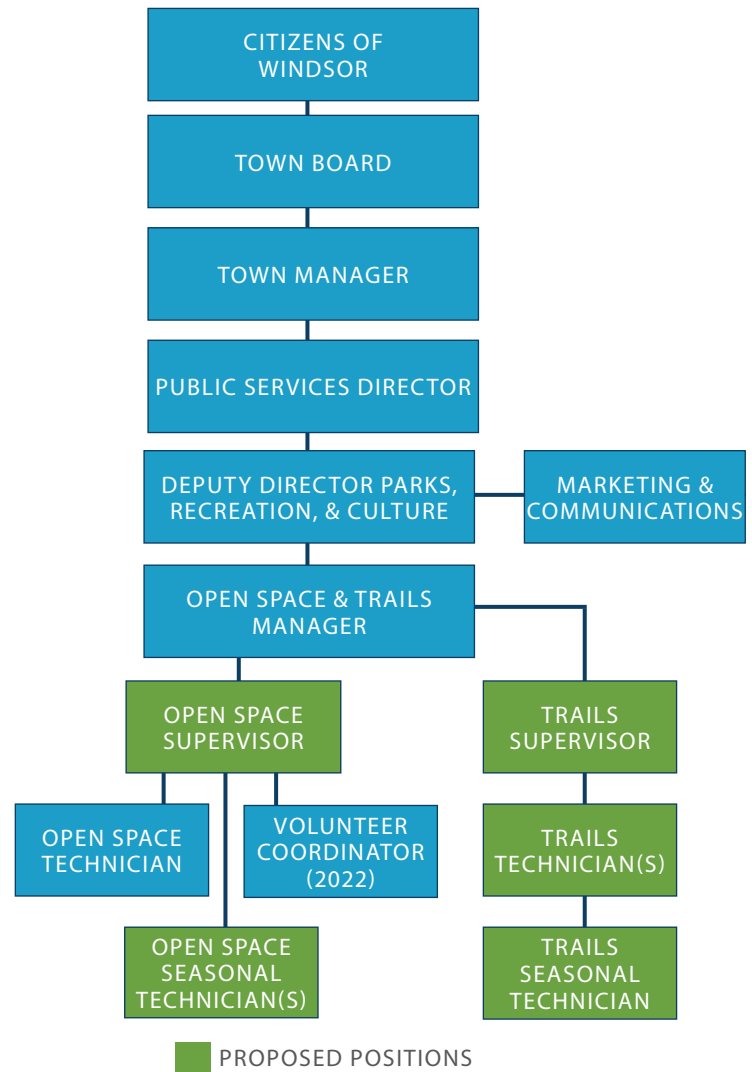 CITIZENS OF
WINDSOR
TOWN BOARD
TOWN MANAGER
PUBLIC SERVICES DIRECTOR
DEPUTY DIRECTOR PARKS,
RECREATION, & CULTURE
MARKETING &
COMMUNICATIONS
OPEN SPACE & TRAILS
MANAGER
OPEN SPACE
SUPERVISOR
TRAILS
SUPERVISOR
OPEN SPACE
TECHNICIAN
VOLUNTEER
COORDINATOR
(2022)
TRAILS
TECHNICIAN(S)
OPEN SPACE
SEASONAL
TECHNICIAN(S)
TRAILS
SEASONAL
TECHNICIAN
PROPOSED POSITIONS